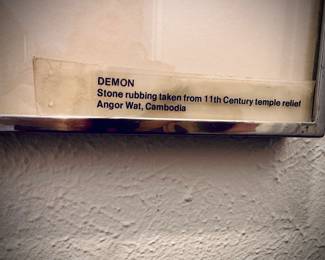 DEMON
Stone rubbing taken from 11th Century temple relief
Angor Wat, Cambodia